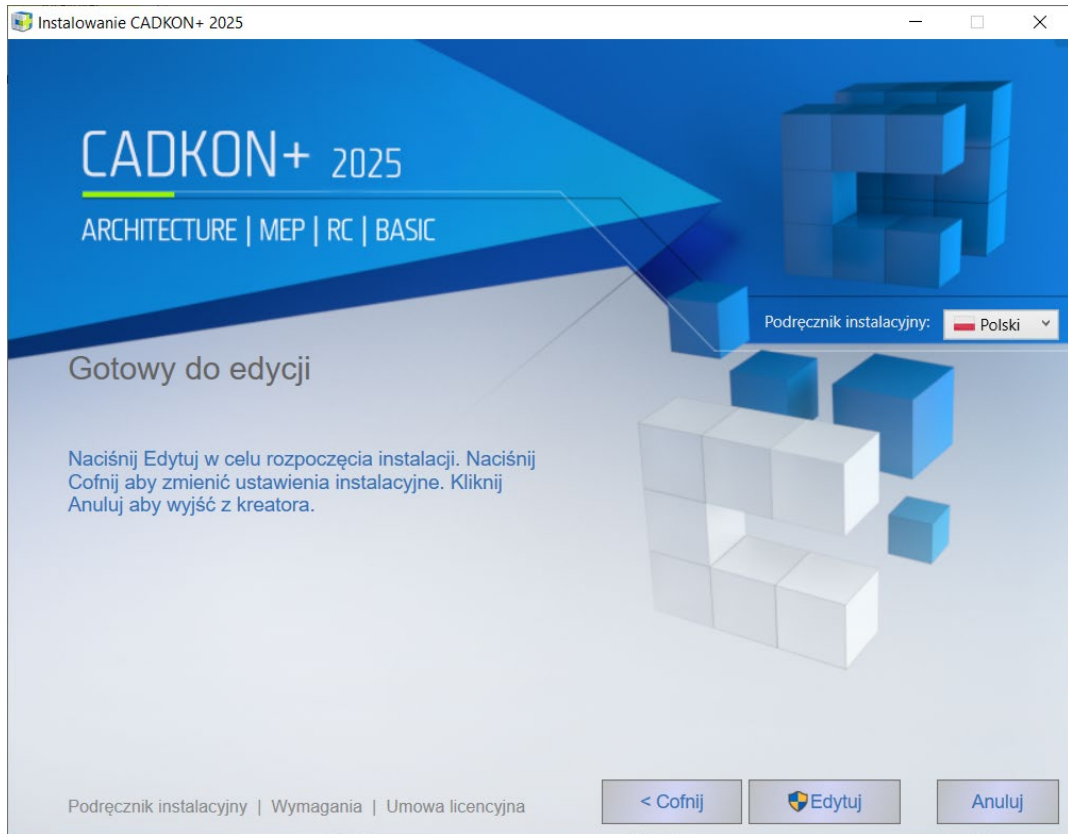 Instalowanie CADKON+ 2025
CADKON+ 2025
ARCHITECTURE | MEP | RC | BASIC
Podręcznik instalacyjny: Polski
Gotowy do edycji
Naciśnij Edytuj w celu rozpoczęcia instalacji. Naciśnij
Cofnij aby zmienić ustawienia instalacyjne. Kliknij
Anuluj aby wyjść z kreatora.
Podręcznik instalacyjny | Wymagania | Umowa licencyjna
< Cofnij
Edytuj
Anuluj